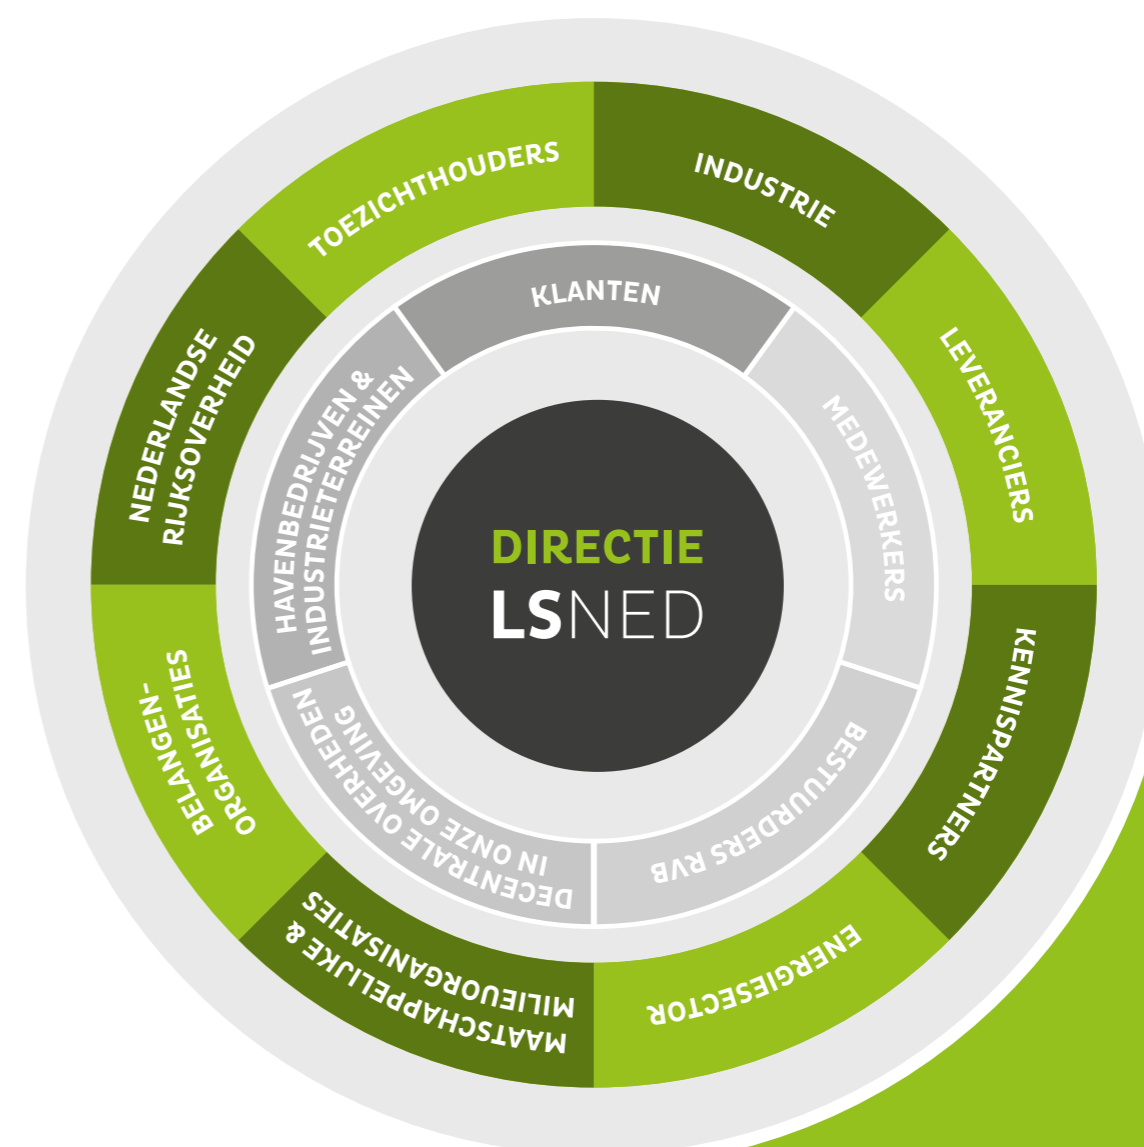 DIRECTIE
LSNED
KLANTEN
MEDEWERKERS
BESTUURDERS RVB
DECENTRALE OVERHEDEN
IN ONZE OMGEVING
HAVENBEDRIJVEN &
INDUSTRIETERREINEN
INDUSTRIE
LEVERANCIERS
KENNISPARTNERS
ENERGIESECTOR
MAATSCHAPPELIJKE &
MILIEUORGANISATIES
BELANGEN-
ORGANISATIES
NEDERLANDSE
RIJKSOVERHEID
TOEZICHTHOUDERS